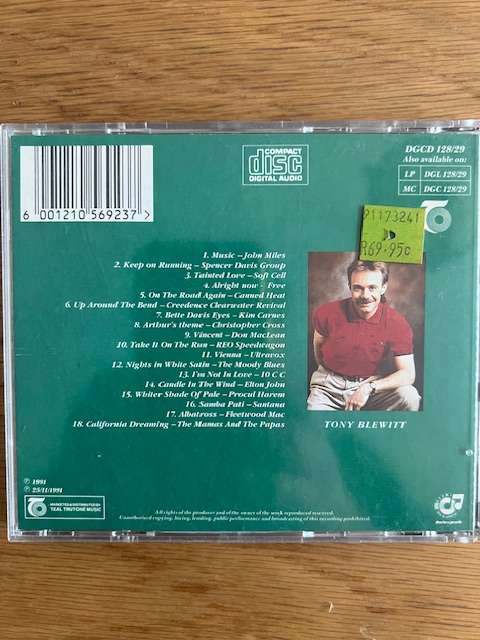 DGCD 128/29
Also available on:
LP DGL 128/29
MC DGC 128/29
COMPACT
disc
DIGITAL AUDIO
6 001210 569237
91173241
R69.95c
1. Music – John Miles
2. Keep on Running – Spencer Davis Group
3. Tainted Love – Soft Cell
4. Alright now - Free
5. On The Road Again – Canned Heat
6. Up Around The Bend – Creedence Clearwater Revival
7. Bette Davis Eyes – Kim Carnes
8. Arthur's theme – Christopher Cross
9. Vincent – Don MacLean
10. Take It On The Run – REO Speedwagon
11. Vienna – Ultravox
12. Nights in White Satin – The Moody Blues
13. I'm Not In Love – 10 C C
14. Candle In The Wind – Elton John
15. Whiter Shade Of Pale – Procul Harem
16. Samba Pati – Santana
17. Albatross – Fleetwood Mac
18. California Dreaming – The Mamas And The Papas
TONY BLEWITT
℗ 1991
℗ 25/11/1991
MARKETED & DISTRIBUTED BY
TEAL TRUTONE MUSIC
All rights of the producer and of the owner of the work reproduced reserved.
Unauthorised copying, hiring, lending, public performance and broadcasting of this recording prohibited.